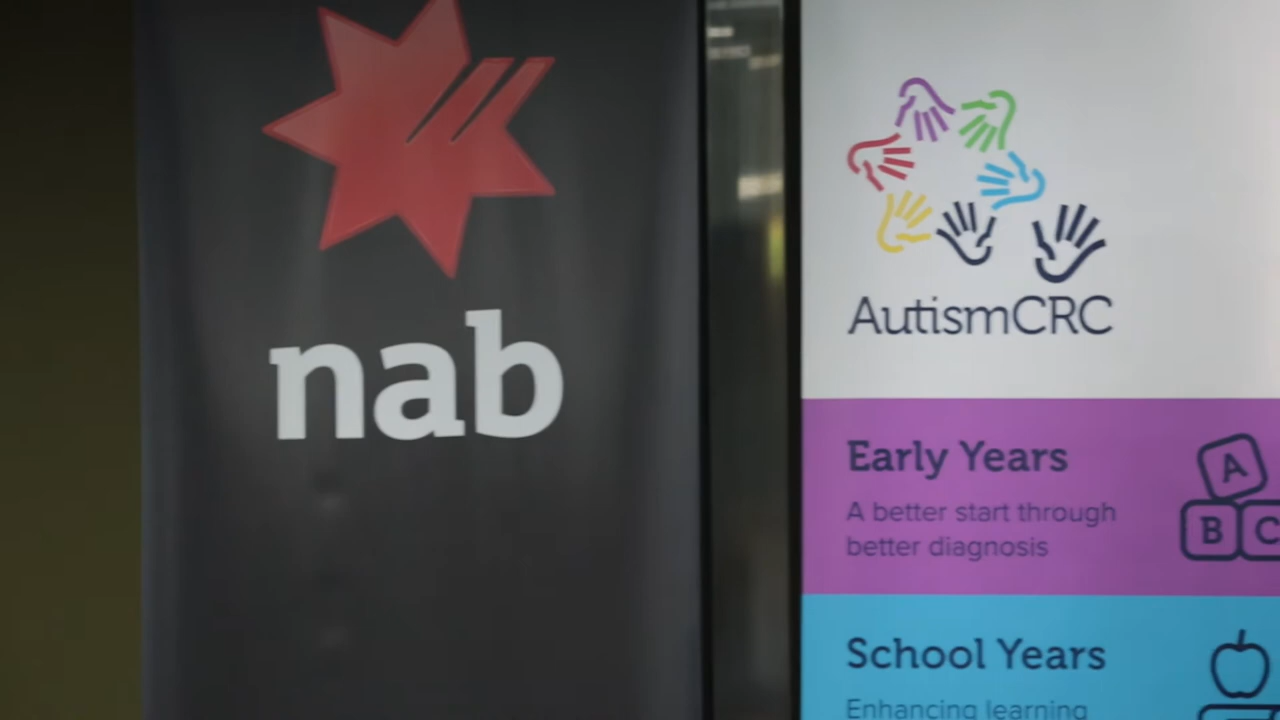 nab
AutismCRC
Early Years
A better start through
better diagnosis
A
B C
School Years
Enhancing learning